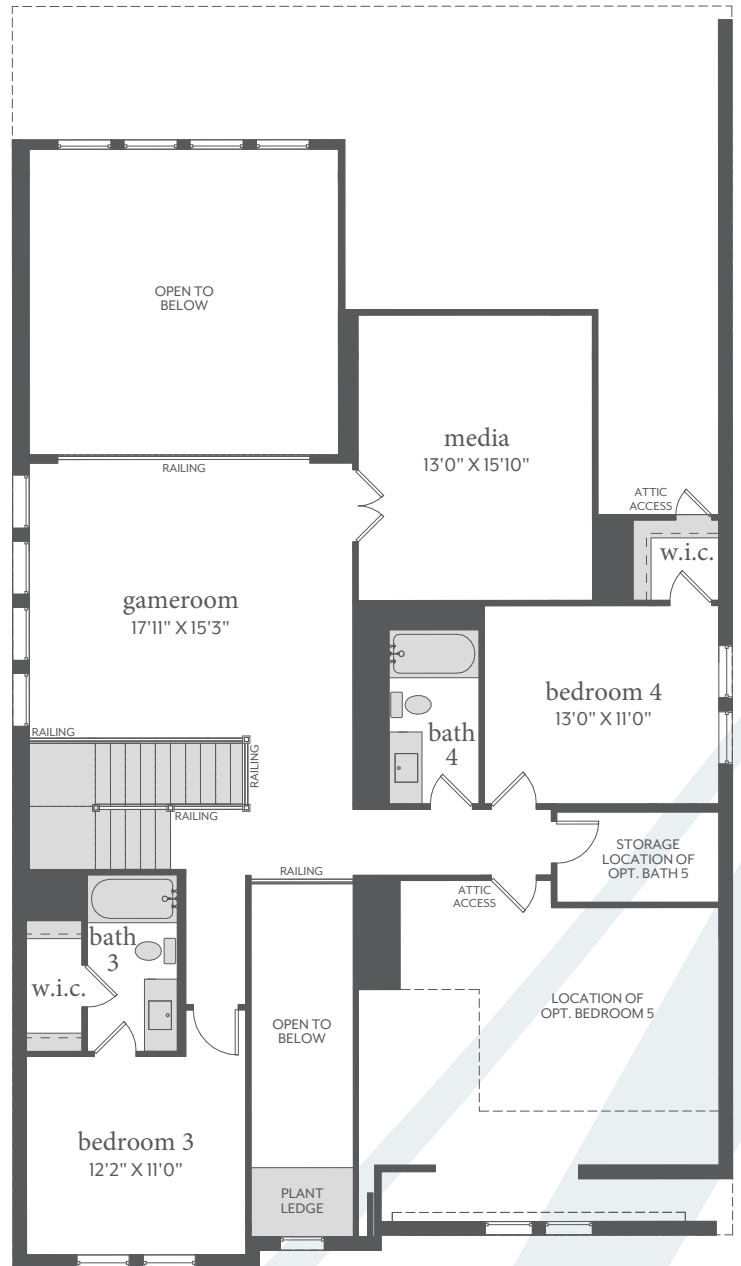 OPEN TO
BELOW
media
13'0" X 15'10"
RAILING
ATTIC
ACCESS
w.i.c.
gameroom
17'11" X 15'3"
bedroom 4
13'0" X 11'0"
bath
4
RAILING
RAILING
RAILING
STORAGE
LOCATION OF
OPT. BATH 5
RAILING
ATTIC
ACCESS
bath
3
w.i.c.
LOCATION OF
OPT. BEDROOM 5
OPEN TO
BELOW
bedroom 3
12'2" X 11'0"
PLANT
LEDGE